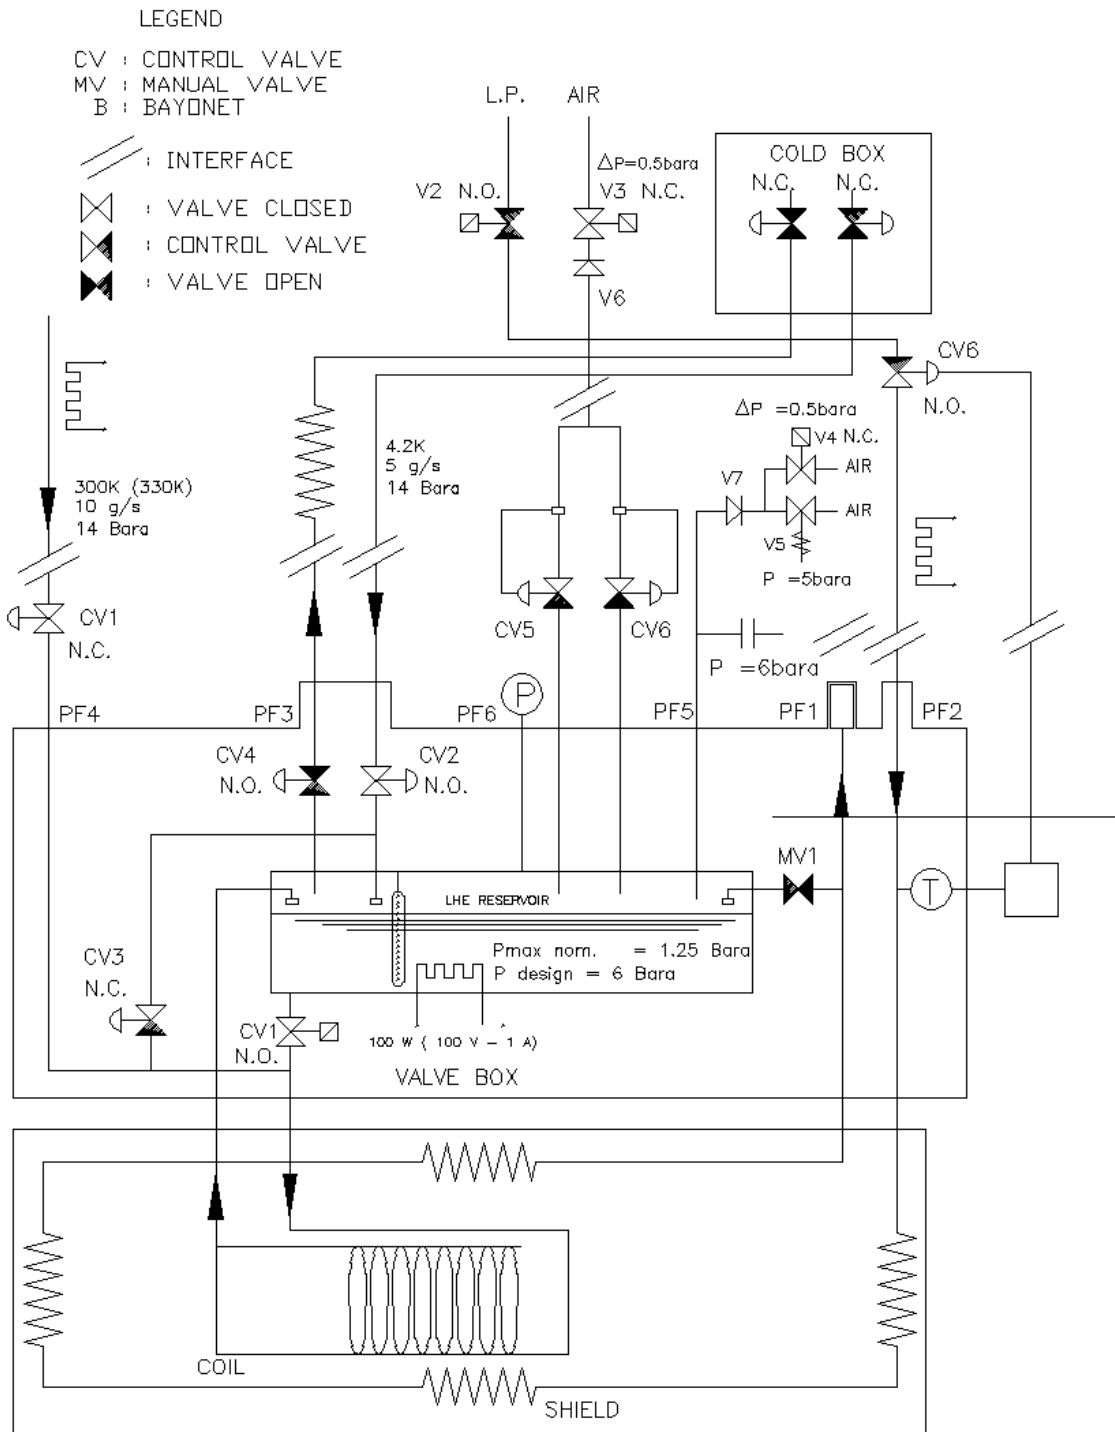 LEGEND
CV : CONTROL VALVE
MV : MANUAL VALVE
B : BAYONET
: INTERFACE
: VALVE CLOSED
: CONTROL VALVE
: VALVE OPEN
L.P.
AIR
ΔP=0.5bara
V2 N.O.
V3 N.C.
V6
COLD BOX
N.C.
N.C.
CV6
N.O.
ΔP =0.5bara
V4 N.C.
AIR
V7
AIR
V5
P =5bara
4.2K
5 g/s
14 Bara
300K (330K)
10 g/s
14 Bara
CV1
N.C.
CV5
CV6
P =6bara
P
PF4
PF3
PF6
PF5
PF1
PF2
CV4
N.O.
CV2
N.O.
MV1
T
LHE RESERVOIR
Pmax nom. = 1.25 Bara
P design = 6 Bara
CV3
N.C.
CV1
N.O.
100 W ( 100 V - 1 A)
VALVE BOX
COIL
SHIELD